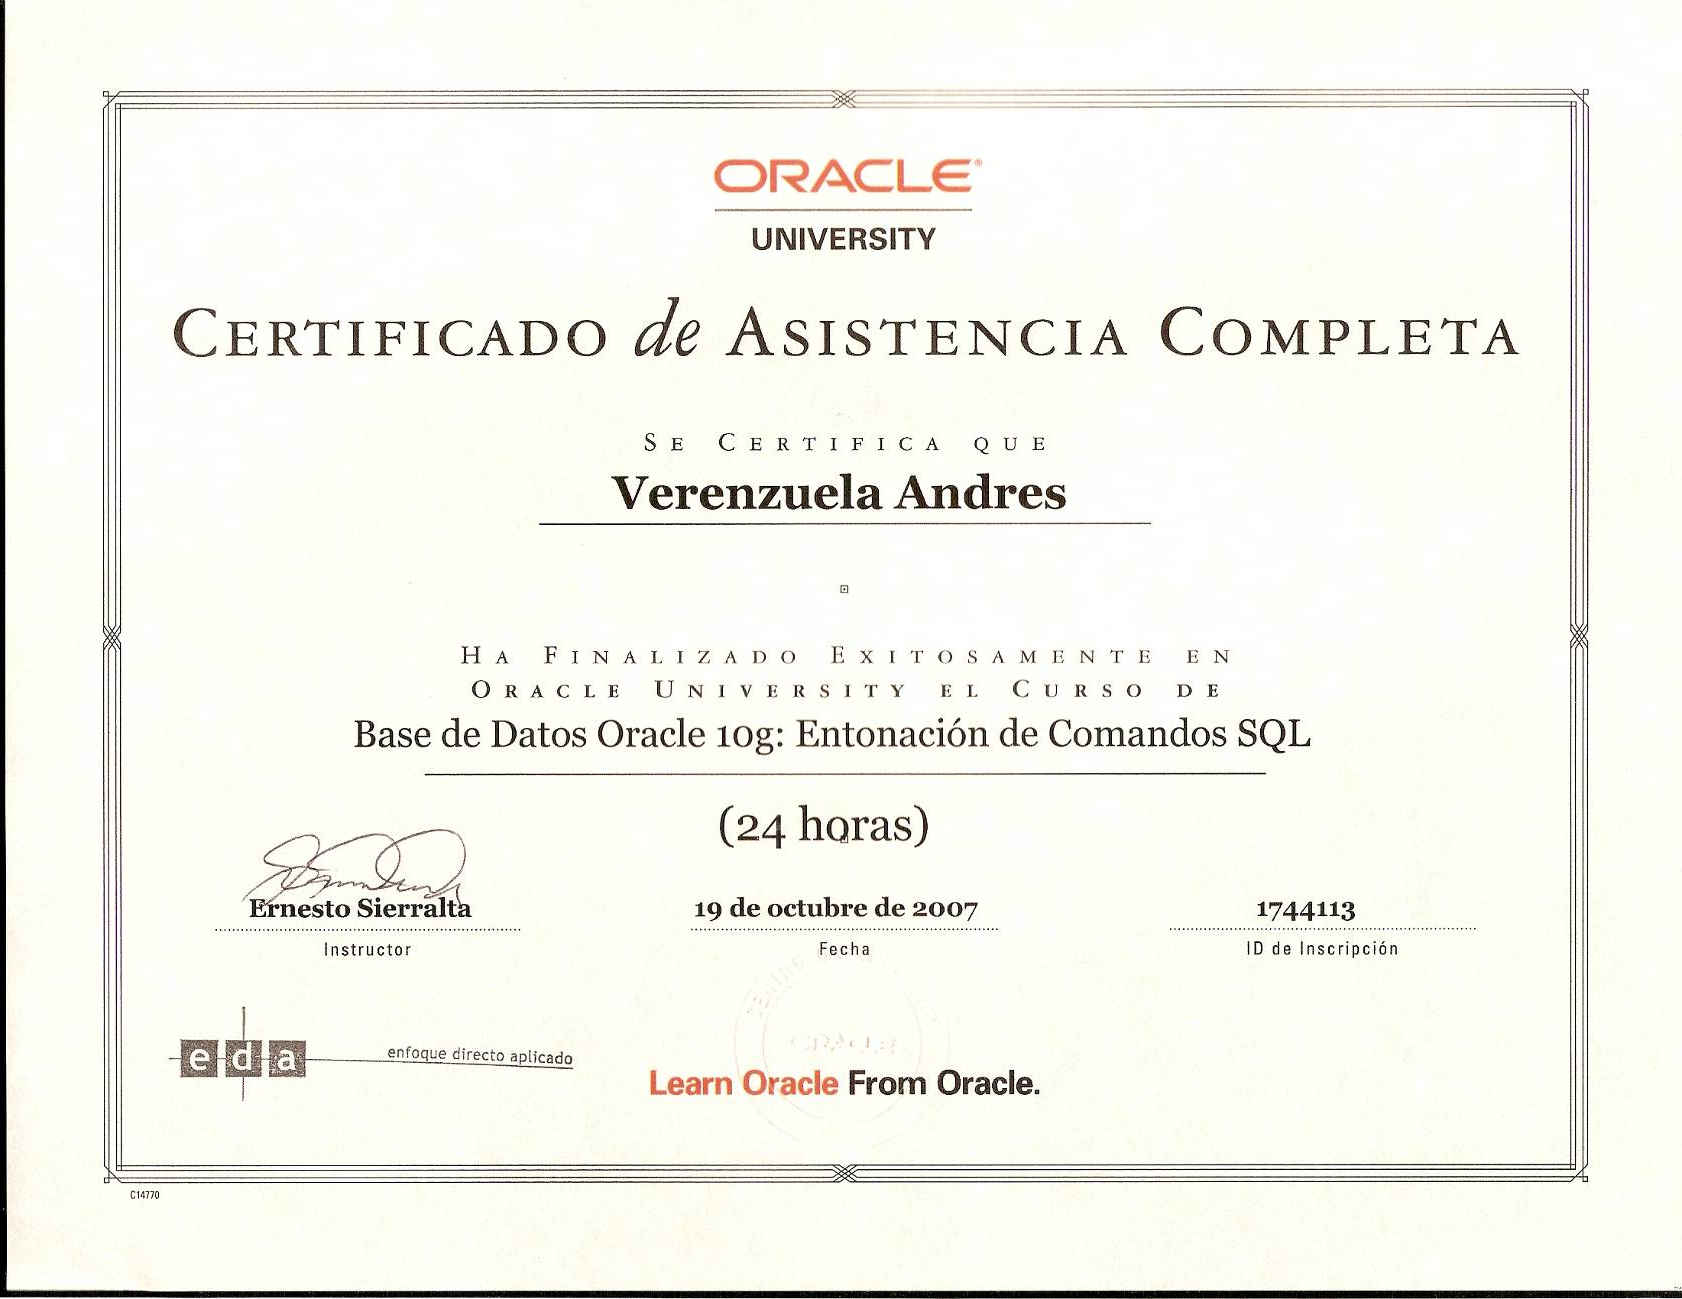 ORACLE®
UNIVERSITY
CERTIFICADO de ASISTENCIA COMPLETA
SE CERTIFICA QUE
Verenzuela Andres
HA FINALIZADO EXITOSAMENTE EN
ORACLE UNIVERSITY EL CURSO DE
Base de Datos Oracle 10g: Entonación de Comandos SQL
(24 horas)
Ernesto Sierralta
Instructor
19 de octubre de 2007
Fecha
1744113
ID de Inscripción
eda enfoque directo aplicado
Learn Oracle From Oracle.
C14770